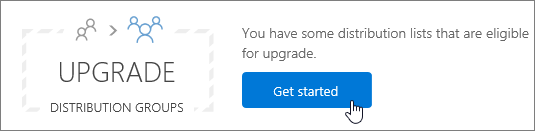 UPGRADE
DISTRIBUTION GROUPS
You have some distribution lists that are eligible
for upgrade.
Get started